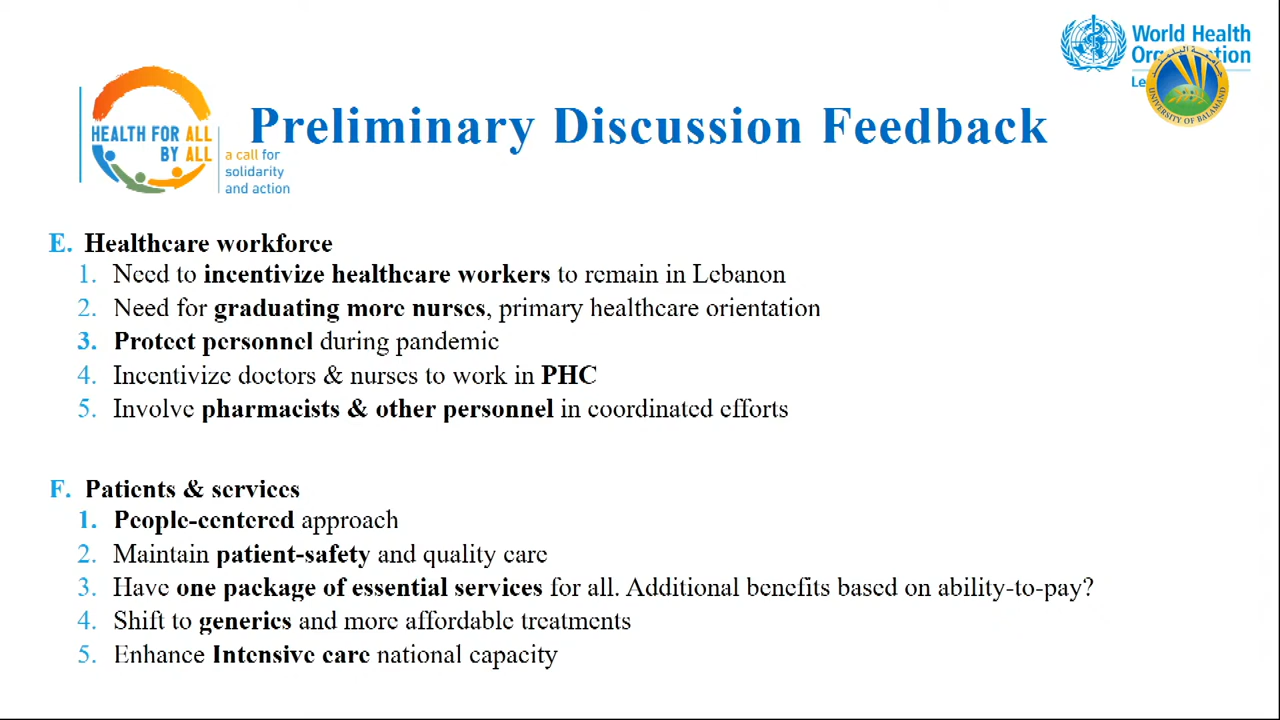 World Health
Organization
HEALTH FOR ALL
BY ALL
a call for
solidarity
and action
Preliminary Discussion Feedback
UNIVERSITY OF BALAMAND
E. Healthcare workforce
1. Need to incentivize healthcare workers to remain in Lebanon
2. Need for graduating more nurses, primary healthcare orientation
3. Protect personnel during pandemic
4. Incentivize doctors & nurses to work in PHC
5. Involve pharmacists & other personnel in coordinated efforts
F. Patients & services
1. People-centered approach
2. Maintain patient-safety and quality care
3. Have one package of essential services for all. Additional benefits based on ability-to-pay?
4. Shift to generics and more affordable treatments
5. Enhance Intensive care national capacity